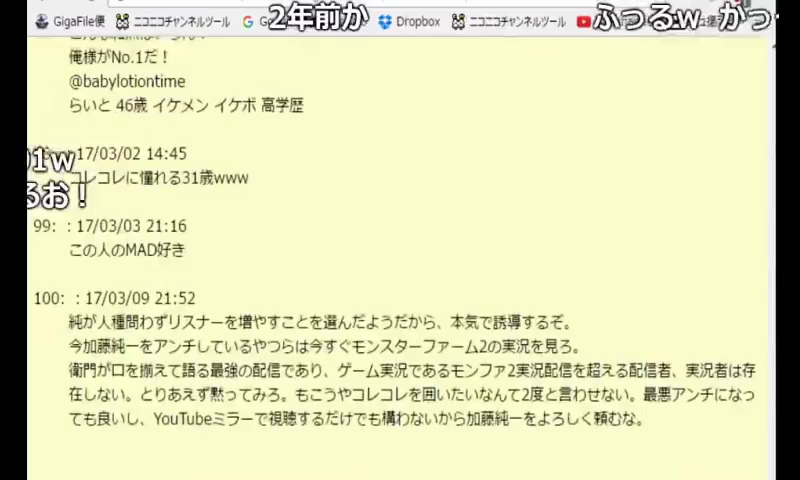 GigaFile便 ニコニコチャンネルツール G 2年前か Dropbox ニコニコチャンネルツール ふっるw かっ
俺様がNo.1だ！
@babylotiontime
らいと 46歳 イケメン イケボ 高学歴
: 17/03/02 14:45
コレコレに憧れる31歳www
るお！
99: : 17/03/03 21:16
この人のMAD好き
100: : 17/03/09 21:52
純が人種問わずリスナーを増やすことを選んだようだから、本気で誘導するぞ。
今加藤純一をアンチしているやつらは今すぐモンスターファーム2の実況を見ろ。
衛門が口を揃えて語る最強の配信であり、ゲーム実況であるモンファ2実況配信を超える配信者、実況者は存
在しない。とりあえず黙ってみろ。もこうやコレコレを囲いたいなんて2度と言わせない。最悪アンチになっ
ても良いし、YouTubeミラーで視聴するだけでも構わないから加藤純一をよろしく頼むな。